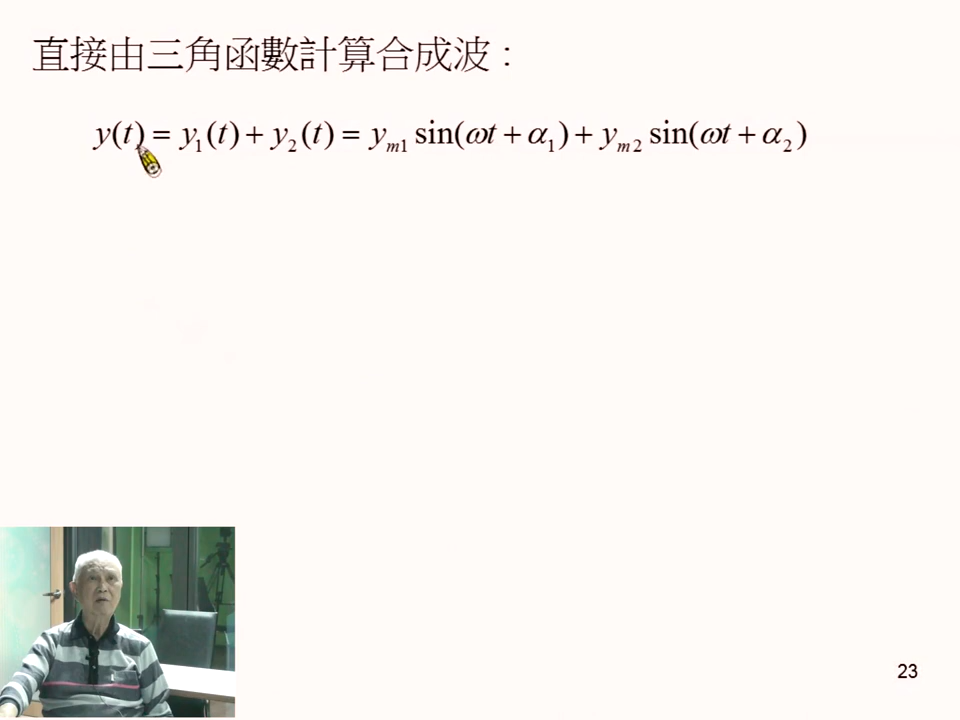 直接由三角函數計算合成波：
y(t) = y₁(t) + y₂(t) = yₘ₁ sin(ωt + α₁) + yₘ₂ sin(ωt + α₂)
23